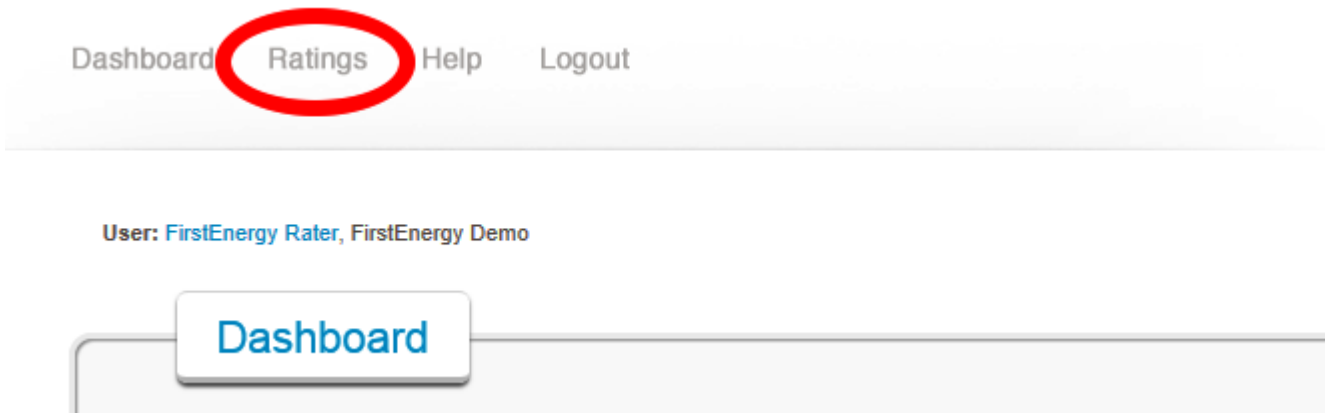 Dashboard Ratings Help Logout
User: FirstEnergy Rater, FirstEnergy Demo
Dashboard